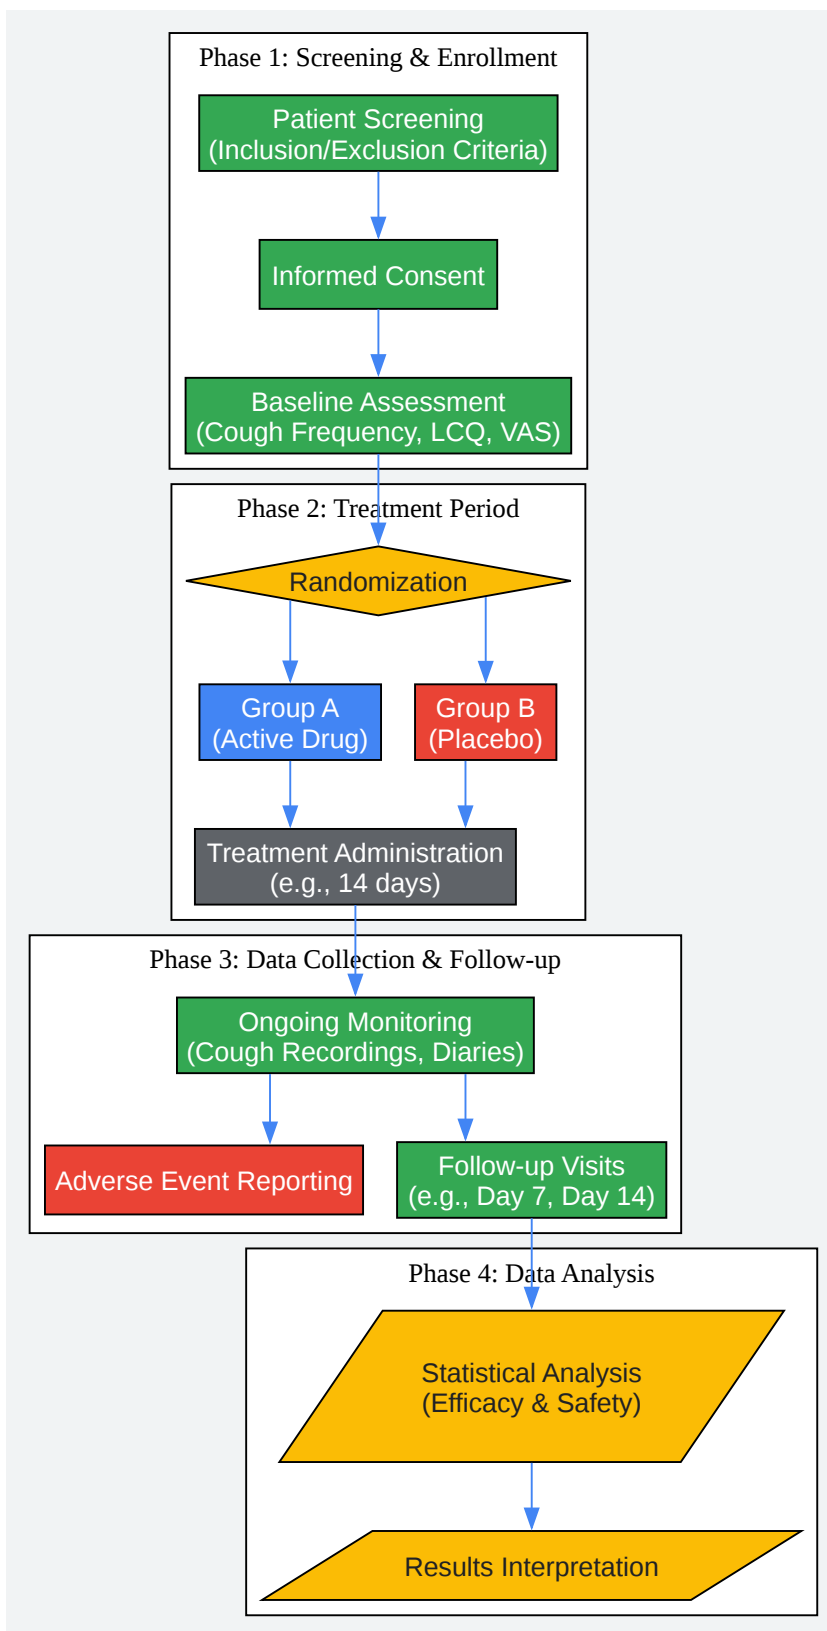 Phase 1: Screening & Enrollment
Patient Screening
(Inclusion/Exclusion Criteria)
Informed Consent
Baseline Assessment
(Cough Frequency, LCQ, VAS)
Phase 2: Treatment Period
Randomization
Group A
(Active Drug)
Group B
(Placebo)
Treatment Administration
(e.g., 14 days)
Phase 3: Data Collection & Follow-up
Ongoing Monitoring
(Cough Recordings, Diaries)
Adverse Event Reporting
Follow-up Visits
(e.g., Day 7, Day 14)
Phase 4: Data Analysis
Statistical Analysis
(Efficacy & Safety)
Results Interpretation